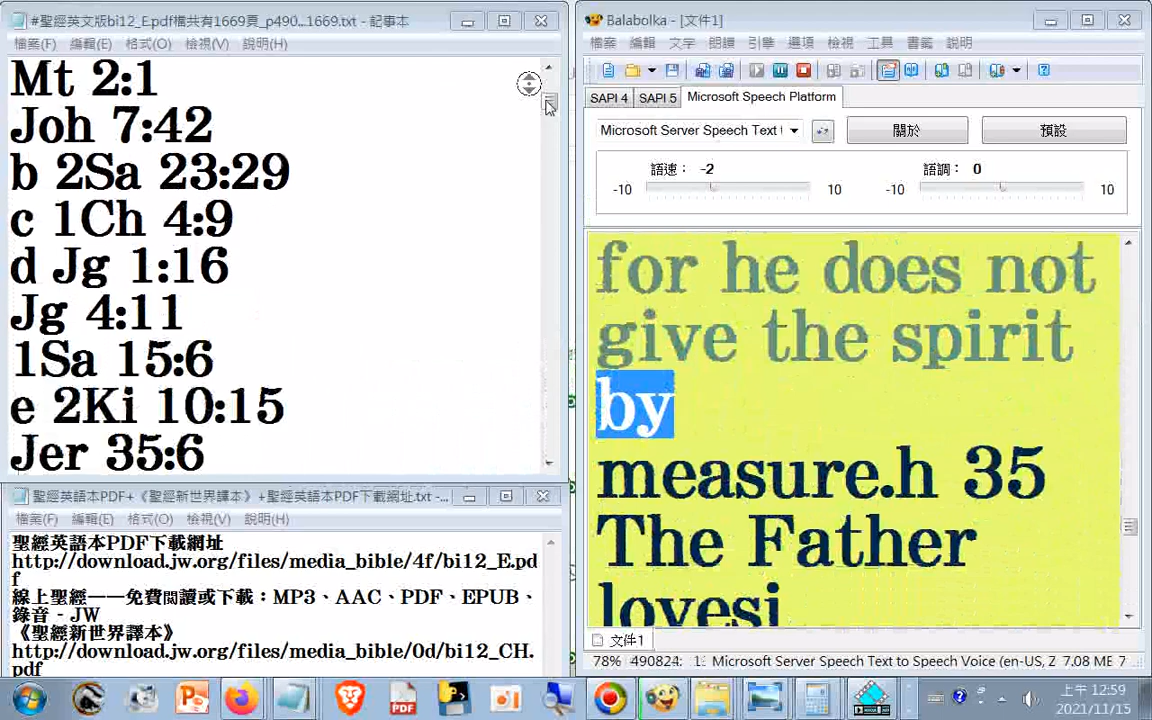 #聖經英文版bi12_E.pdf檔共有1669頁_p490...1669.txt - 記事本
檔案(F) 編輯(E) 格式(O) 檢視(V) 說明(H)
Mt 2:1
Joh 7:42
b 2Sa 23:29
c 1Ch 4:9
d Jg 1:16
Jg 4:11
1Sa 15:6
e 2Ki 10:15
Jer 35:6
聖經英語本PDF+《聖經新世界譯本》+聖經英語本PDF下載網址.txt - ...
檔案(F) 編輯(E) 格式(O) 檢視(V) 說明(H)
聖經英語本PDF下載網址
http://download.jw.org/files/media_bible/4f/bi12_E.pd
f
線上聖經——免費閱讀或下載：MP3、AAC、PDF、EPUB、
錄音 - JW
《聖經新世界譯本》
http://download.jw.org/files/media_bible/0d/bi12_CH.
pdf
Balabolka - [文件1]
檔案 編輯 文字 朗讀 引擎 選項 檢視 工具 書籤 說明
SAPI 4 SAPI 5 Microsoft Speech Platform
Microsoft Server Speech Text 關於 預設
語速： -2 語調： 0
-10 10 -10 10
for he does not
give the spirit
by
measure.h 35
The Father
lovesi
文件1
78% 490824: Microsoft Server Speech Text to Speech Voice (en-US, Z 7.08 ME 7
PDF
上午 12:59
2021/11/15